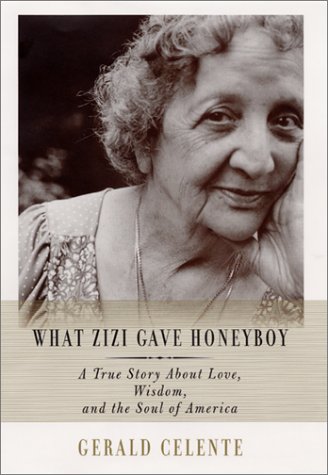 WHAT ZIZI GAVE HONEYBOY
A True Story About Love,
Wisdom,
and the Soul of America
GERALD CELENTE